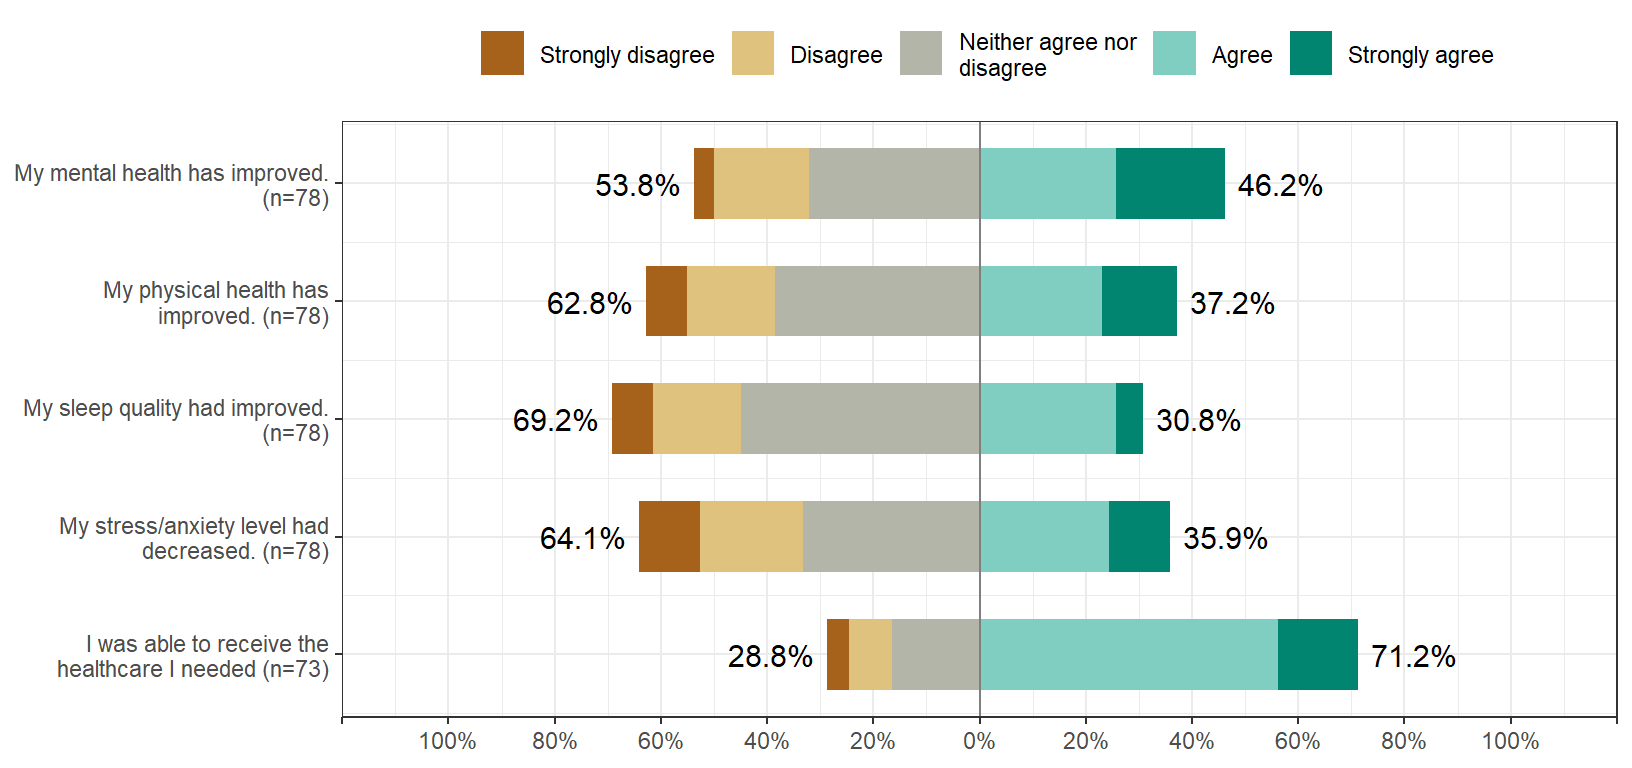 Strongly disagree
Disagree
Neither agree nor
disagree
Agree
Strongly agree
My mental health has improved.
(n=78)
53.8%
46.2%
My physical health has
improved. (n=78)
62.8%
37.2%
My sleep quality had improved.
(n=78)
69.2%
30.8%
My stress/anxiety level had
decreased. (n=78)
64.1%
35.9%
I was able to receive the
healthcare I needed (n=73)
28.8%
71.2%
100% 80% 60% 40% 20% 0% 20% 40% 60% 80% 100%